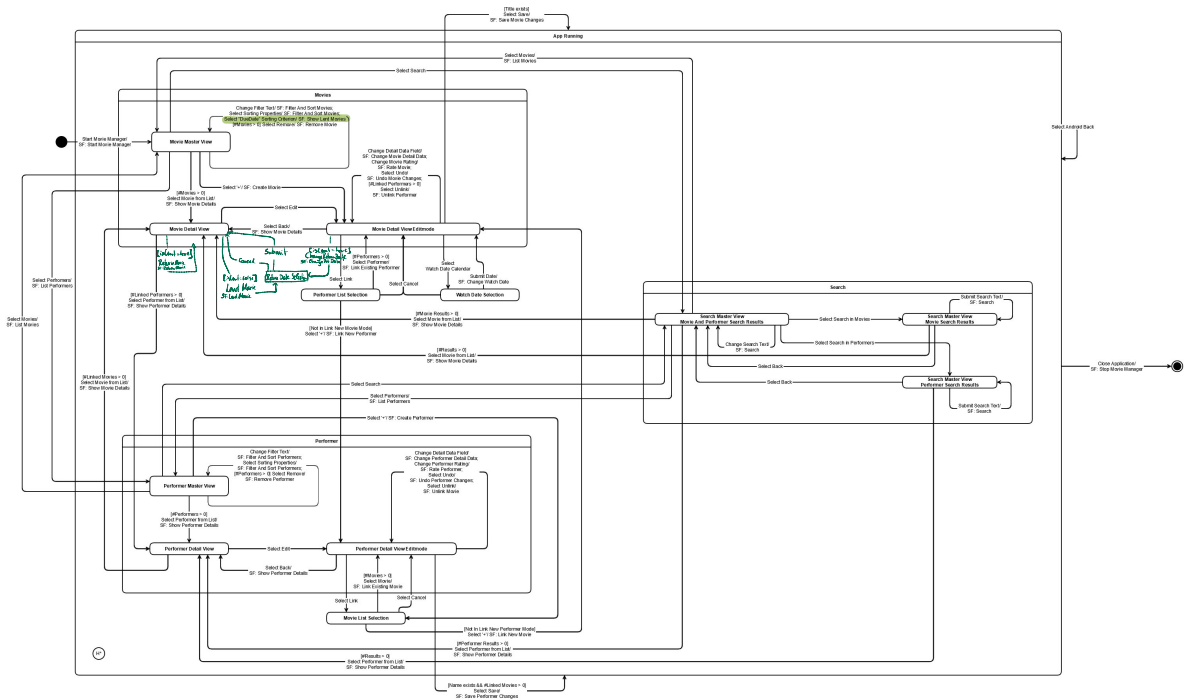 [Title exists]
Select Save/
SF: Save Movie Changes
App Running
Select Movies/
SF: List Movies
Select Search
Movies
Change Filter Text/ SF: Filter And Sort Movies;
Select Sorting Properties/ SF: Filter And Sort Movies;
Select "DueDate" Sorting Criterion/ SF: Show Lent Movies
[#Movies > 0] Select Remove/ SF: Remove Movie
Start Movie Manager/
SF: Start Movie Manager
Movie Master View
Select Android Back
Change Detail Data Field/
SF: Change Movie Detail Data;
Change Movie Rating/
SF: Rate Movie;
Select Undo/
SF: Undo Movie Changes;
[#Linked Performers > 0]
Select Unlink/
SF: Unlink Performer
[#Movies > 0]
Select Movie from List/
SF: Show Movie Details
Select '+'/ SF: Create Movie
Select Edit
Movie Detail View
Select Back/
SF: Show Movie Details
Movie Detail View Editmode
Submit
Cancel
[#Performers > 0]
Select Performer/
SF: Link Existing Performer
Select
Watch Date Calendar
Submit Date/
SF: Change Watch Date
Select Link
Select Cancel
Lend Movie
SF: Lend Movie
Performer List Selection
Watch Date Selection
Select Performers/
SF: List Performers
[#Linked Performers > 0]
Select Performer from List/
SF: Show Performer Details
Select Movies/
SF: List Movies
[Not in Link New Movie Mode]
Select '+'/ SF: Link New Performer
[#Movie Results > 0]
Select Movie from List/
SF: Show Movie Details
Search
Submit Search Text/
SF: Search
Search Master View
Movie And Performer Search Results
Select Search in Movies
Search Master View
Movie Search Results
Change Search Text/
SF: Search
Select Search in Performers
[#Results > 0]
Select Movie from List/
SF: Show Movie Details
Select Back
Close Application/
SF: Stop Movie Manager
[#Linked Movies > 0]
Select Movie from List/
SF: Show Movie Details
Select Search
Select Back
Search Master View
Performer Search Results
Select Performers/
SF: List Performers
Submit Search Text/
SF: Search
Select '+'/ SF: Create Performer
Performer
Change Filter Text/
SF: Filter And Sort Performers;
Select Sorting Properties/
SF: Filter And Sort Performers;
[#Performers > 0] Select Remove/
SF: Remove Performer
Change Detail Data Field/
SF: Change Performer Detail Data;
Change Performer Rating/
SF: Rate Performer;
Select Undo/
SF: Undo Performer Changes;
Select Unlink/
SF: Unlink Movie
Performer Master View
[#Performers > 0]
Select Performer from List/
SF: Show Performer Details
Performer Detail View
Select Edit
Performer Detail View Editmode
Select Back/
SF: Show Performer Details
[#Movies > 0]
Select Movie/
SF: Link Existing Movie
Select Link
Select Cancel
Movie List Selection
[Not In Link New Performer Mode]
Select '+'/ SF: Link New Movie
[#Performer Results > 0]
Select Performer from List/
SF: Show Performer Details
H*
[#Results > 0]
Select Performer from List/
SF: Show Performer Details
[Name exists && #Linked Movies > 0]
Select Save/
SF: Save Performer Changes